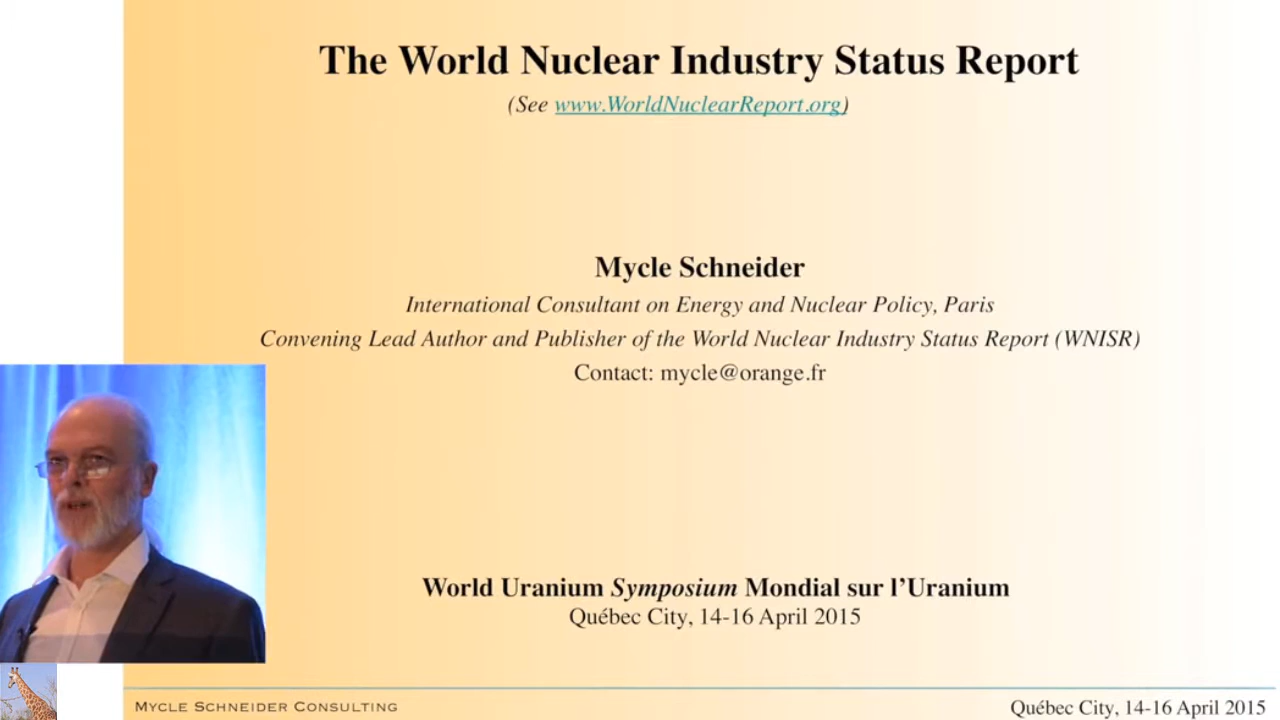 The World Nuclear Industry Status Report
(See www.WorldNuclearReport.org)
Mycle Schneider
International Consultant on Energy and Nuclear Policy, Paris
Convening Lead Author and Publisher of the World Nuclear Industry Status Report (WNISR)
Contact: mycle@orange.fr
World Uranium Symposium Mondial sur l’Uranium
Québec City, 14-16 April 2015
Mycle Schneider Consulting
Québec City, 14-16 April 2015